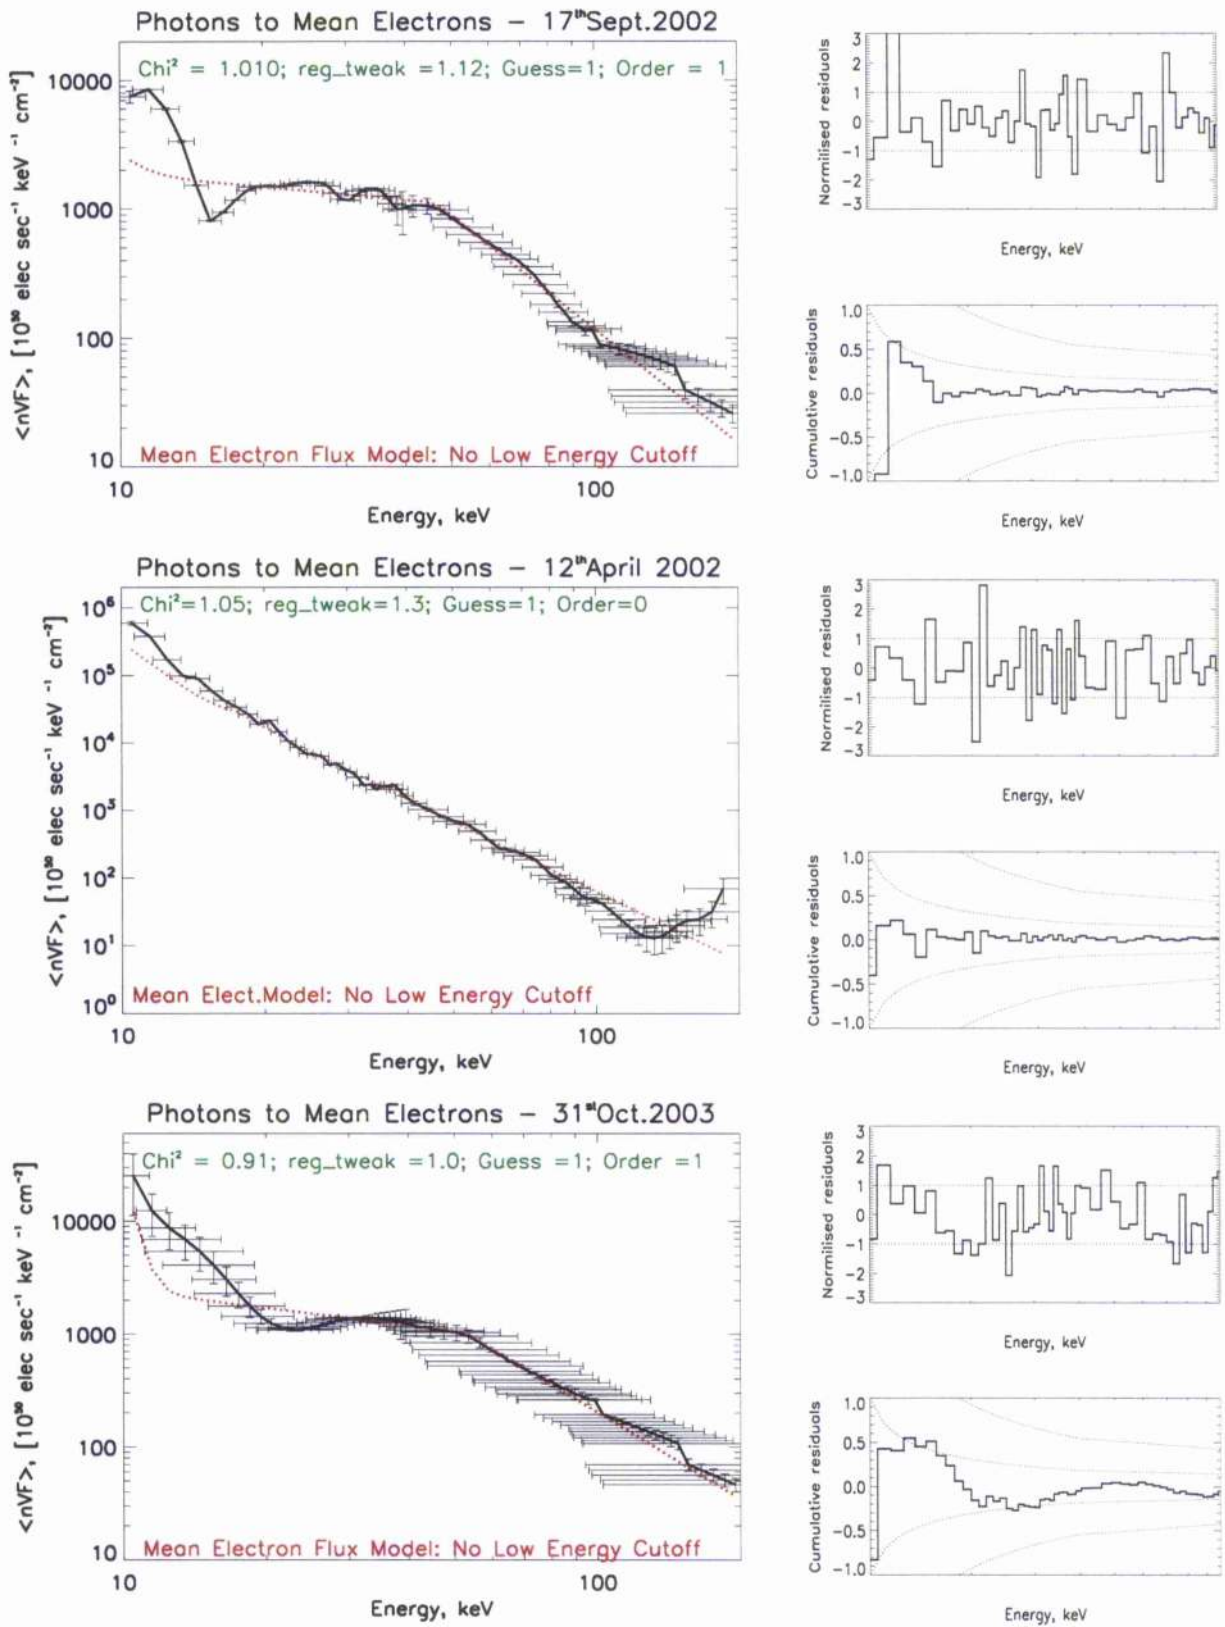 Photons to Mean Electrons – 17thSept.2002
Chi² = 1.010; reg_tweak =1.12; Guess=1; Order = 1
10000
1000
100
10
<nVF>, [10⁵⁰ elec sec⁻¹ keV ⁻¹ cm⁻²]
Mean Electron Flux Model: No Low Energy Cutoff
10
100
Energy, keV
Normilised residuals
3
2
1
0
−1
−2
−3
Energy, keV
Cumulative residuals
1.0
0.5
0.0
−0.5
−1.0
Energy, keV
Photons to Mean Electrons – 12thApril 2002
Chi²=1.05; reg_tweak=1.3; Guess=1; Order=0
10⁶
10⁵
10⁴
10³
10²
10¹
10⁰
<nVF>, [10⁵⁰ elec sec⁻¹ keV ⁻¹ cm⁻²]
Mean Elect.Model: No Low Energy Cutoff
10
100
Energy, keV
Normilised residuals
3
2
1
0
−1
−2
−3
Energy, keV
Cumulative residuals
1.0
0.5
0.0
−0.5
−1.0
Energy, keV
Photons to Mean Electrons – 31stOct.2003
Chi² = 0.91; reg_tweak =1.0; Guess =1; Order =1
10000
1000
100
10
<nVF>, [10⁵⁰ elec sec⁻¹ keV ⁻¹ cm⁻²]
Mean Electron Flux Model: No Low Energy Cutoff
10
100
Energy, keV
Normilised residuals
3
2
1
0
−1
−2
−3
Energy, keV
Cumulative residuals
1.0
0.5
0.0
−0.5
−1.0
Energy, keV